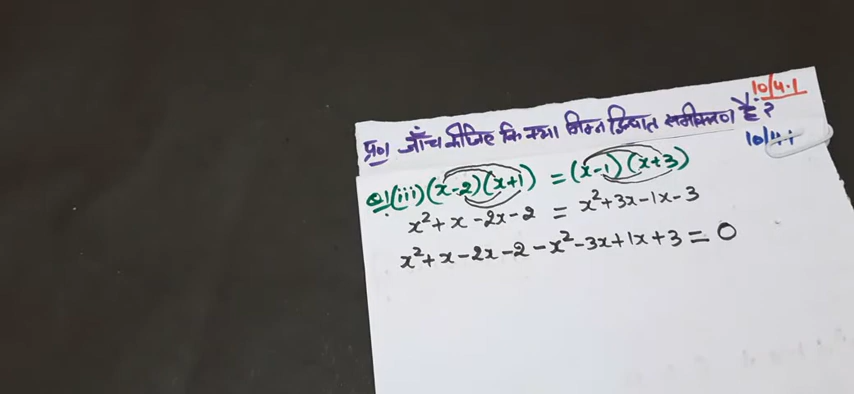 10/4.1
प्रश्न जाँच कीजिए कि क्या निम्न द्विघात समीकरण है?
Q1(iii) (x-2)(x+1) = (x-1)(x+3)
x²+x-2x-2 = x²+3x-1x-3
x²+x-2x-2-x²-3x+1x+3=0